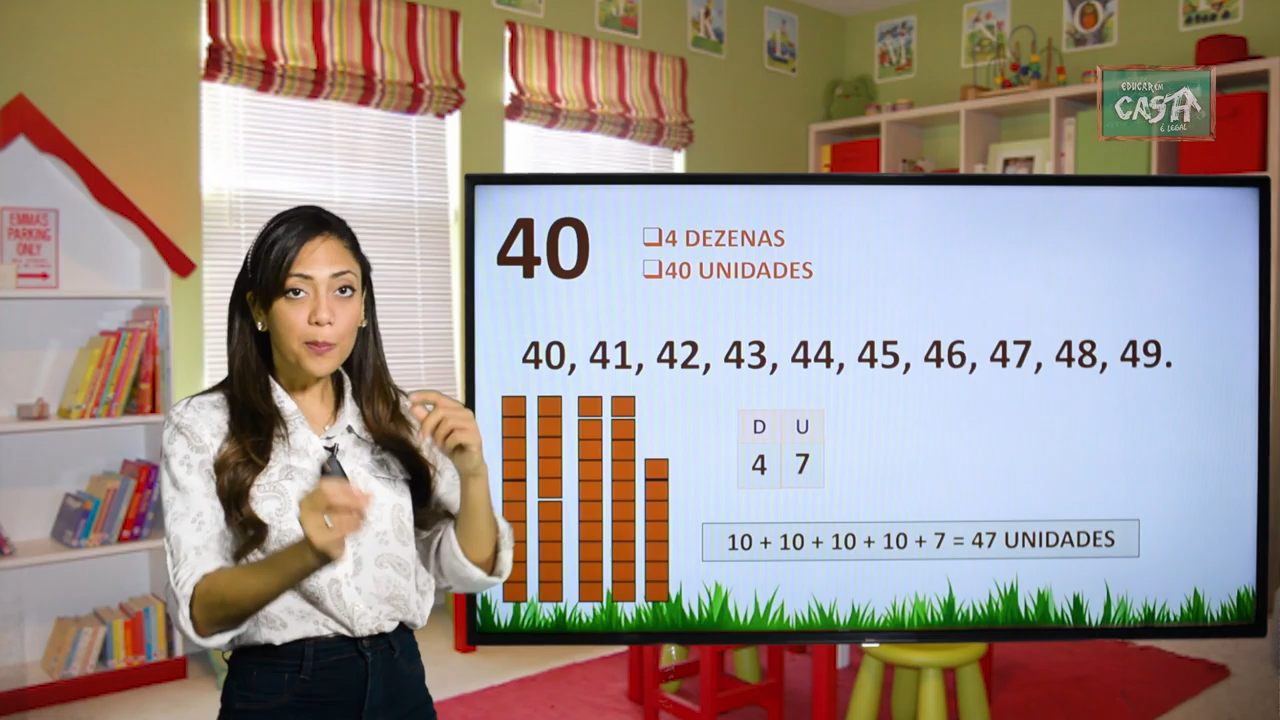 EDUCAR EM
CASA
É LEGAL
EMMAS
PARKING
ONLY
40
❑4 DEZENAS
❑40 UNIDADES
40, 41, 42, 43, 44, 45, 46, 47, 48, 49.
D U
4 7
10 + 10 + 10 + 10 + 7 = 47 UNIDADES